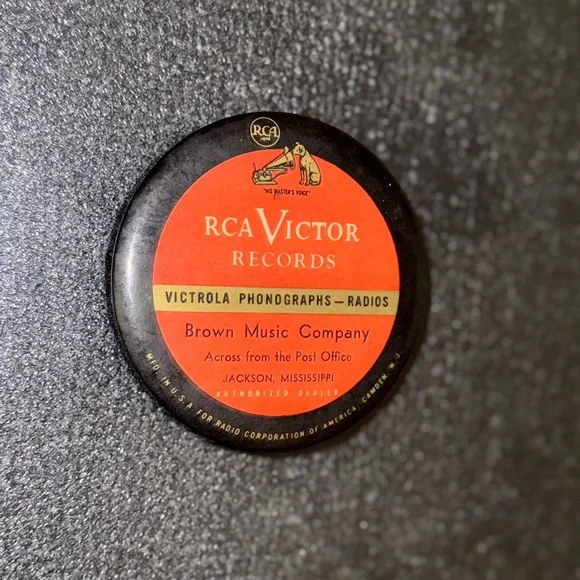 RCA
"HIS MASTER'S VOICE"
RCA VICTOR
RECORDS
VICTROLA PHONOGRAPHS — RADIOS
Brown Music Company
Across from the Post Office
JACKSON, MISSISSIPPI
AUTHORIZED DEALER
MFD. IN U.S.A. FOR RADIO CORPORATION OF AMERICA, CAMDEN, N. J.